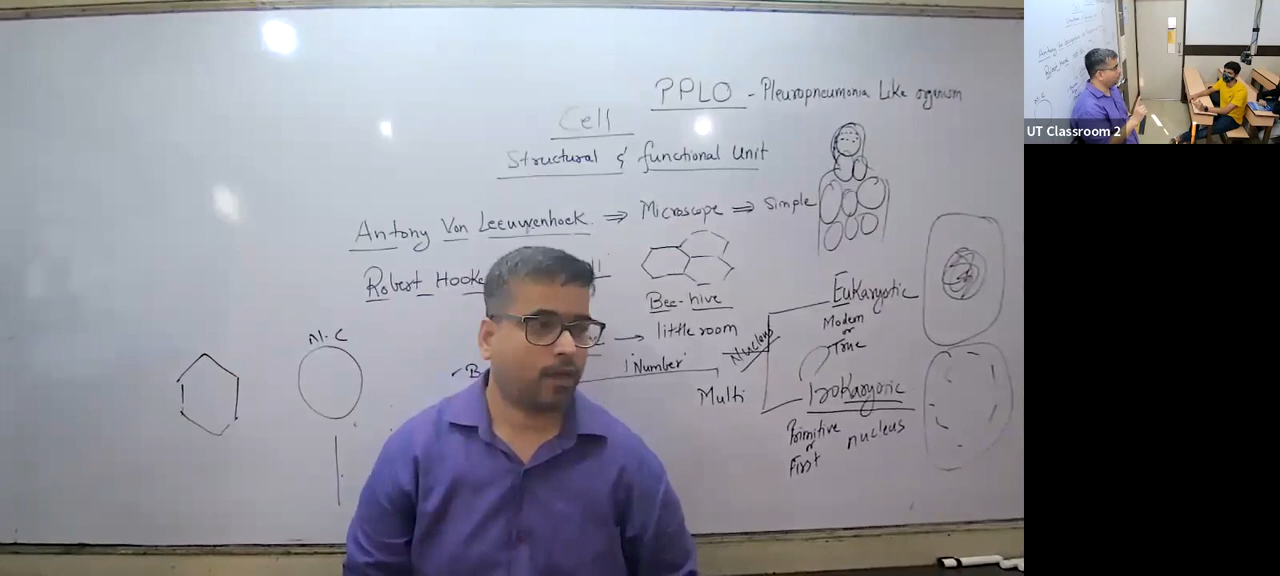 PPLO - Pleuropneumonia Like organism
Cell
Structural & functional Unit
Antony Von Leeuwenhoek ⇒ Microscope ⇒ Simple
Robert Hooke
Bee-hive
→ little room
Number
Multi
Nucleus
Eukaryotic
Modern
or
True
Prokaryotic
Primitive
or
First
nucleus
N.C
UT Classroom 2